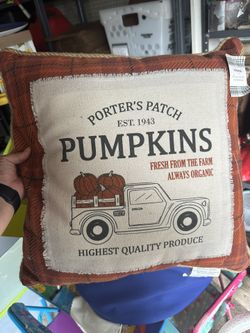 PORTER'S PATCH
EST. 1943
PUMPKINS
FRESH FROM THE FARM
ALWAYS ORGANIC
HIGHEST QUALITY PRODUCE